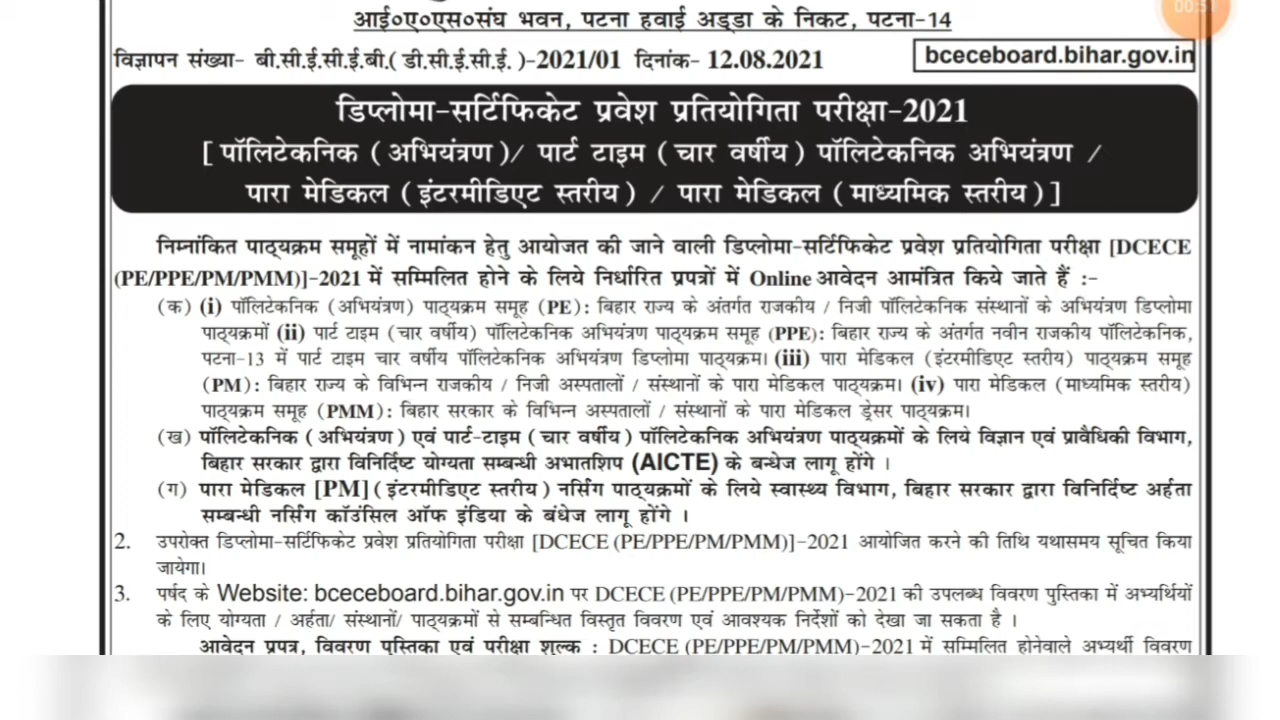 00:51
आई०ए०एस०संघ भवन, पटना हवाई अड्डा के निकट, पटना-14
विज्ञापन संख्या- बी.सी.ई.सी.ई.बी.( डी.सी.ई.सी.ई. )-2021/01 दिनांक- 12.08.2021
bceceboard.bihar.gov.in
डिप्लोमा-सर्टिफिकेट प्रवेश प्रतियोगिता परीक्षा-2021
[ पॉलिटेकनिक ( अभियंत्रण )/ पार्ट टाइम ( चार वर्षीय ) पॉलिटेकनिक अभियंत्रण /
पारा मेडिकल ( इंटरमीडिएट स्तरीय ) / पारा मेडिकल ( माध्यमिक स्तरीय ) ]
निम्नांकित पाठ्यक्रम समूहों में नामांकन हेतु आयोजत की जाने वाली डिप्लोमा-सर्टिफिकेट प्रवेश प्रतियोगिता परीक्षा [DCECE
(PE/PPE/PM/PMM)]-2021 में सम्मिलित होने के लिये निर्धारित प्रपत्रों में Online आवेदन आमंत्रित किये जाते हैं :-
(क) (i) पॉलिटेकनिक (अभियंत्रण) पाठ्यक्रम समूह (PE): बिहार राज्य के अंतर्गत राजकीय / निजी पॉलिटेकनिक संस्थानों के अभियंत्रण डिप्लोमा
पाठ्यक्रमों (ii) पार्ट टाईम (चार वर्षीय) पॉलिटेकनिक अभियंत्रण पाठ्यक्रम समूह (PPE): बिहार राज्य के अंतर्गत नवीन राजकीय पॉलिटेकनिक,
पटना-13 में पार्ट टाईम चार वर्षीय पॉलिटेकनिक अभियंत्रण डिप्लोमा पाठ्यक्रम। (iii) पारा मेडिकल (इंटरमीडिएट स्तरीय) पाठ्यक्रम समूह
(PM): बिहार राज्य के विभिन्न राजकीय / निजी अस्पतालों / संस्थानों के पारा मेडिकल पाठ्यक्रम। (iv) पारा मेडिकल (माध्यमिक स्तरीय)
पाठ्यक्रम समूह (PMM): बिहार सरकार के विभिन्न अस्पतालों / संस्थानों के पारा मेडिकल ड्रेसर पाठ्यक्रम।
(ख) पॉलिटेकनिक ( अभियंत्रण ) एवं पार्ट-टाइम ( चार वर्षीय ) पॉलिटेकनिक अभियंत्रण पाठ्यक्रमों के लिये विज्ञान एवं प्रावैधिकी विभाग,
बिहार सरकार द्वारा विनिर्दिष्ट योग्यता सम्बन्धी अभातशिप (AICTE) के बन्धेज लागू होंगे ।
(ग) पारा मेडिकल [PM] ( इंटरमीडिएट स्तरीय ) नर्सिंग पाठ्यक्रमों के लिये स्वास्थ्य विभाग, बिहार सरकार द्वारा विनिर्दिष्ट अर्हता
सम्बन्धी नर्सिंग कॉउंसिल ऑफ इंडिया के बंधेज लागू होंगे ।
2. उपरोक्त डिप्लोमा-सर्टिफिकेट प्रवेश प्रतियोगिता परीक्षा [DCECE (PE/PPE/PM/PMM)]-2021 आयोजित करने की तिथि यथासमय सूचित किया
जायेगा।
3. पर्षद के Website: bceceboard.bihar.gov.in पर DCECE (PE/PPE/PM/PMM)-2021 की उपलब्ध विवरण पुस्तिका में अभ्यर्थियों
के लिए योग्यता / अर्हता/ संस्थानों/ पाठ्यक्रमों से सम्बन्धित विस्तृत विवरण एवं आवश्यक निर्देशों को देखा जा सकता है ।
आवेदन प्रपत्र, विवरण पुस्तिका एवं परीक्षा शुल्क : DCECE (PE/PPE/PM/PMM)-2021 में सम्मिलित होनेवाले अभ्यर्थी विवरण